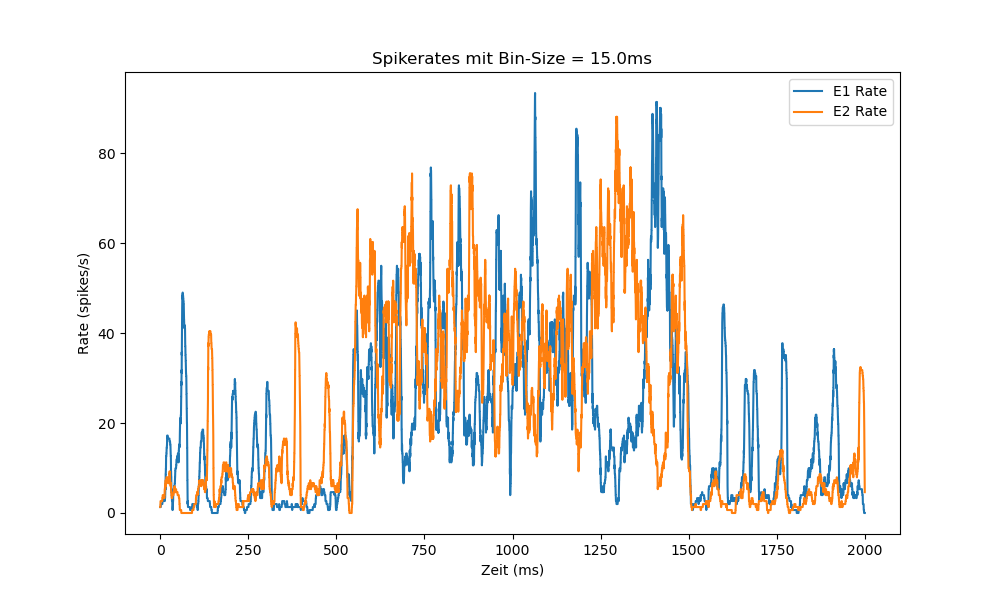 Spikerates mit Bin-Size = 15.0ms
E1 Rate
E2 Rate
Rate (spikes/s)
80
60
40
20
0
0 250 500 750 1000 1250 1500 1750 2000
Zeit (ms)